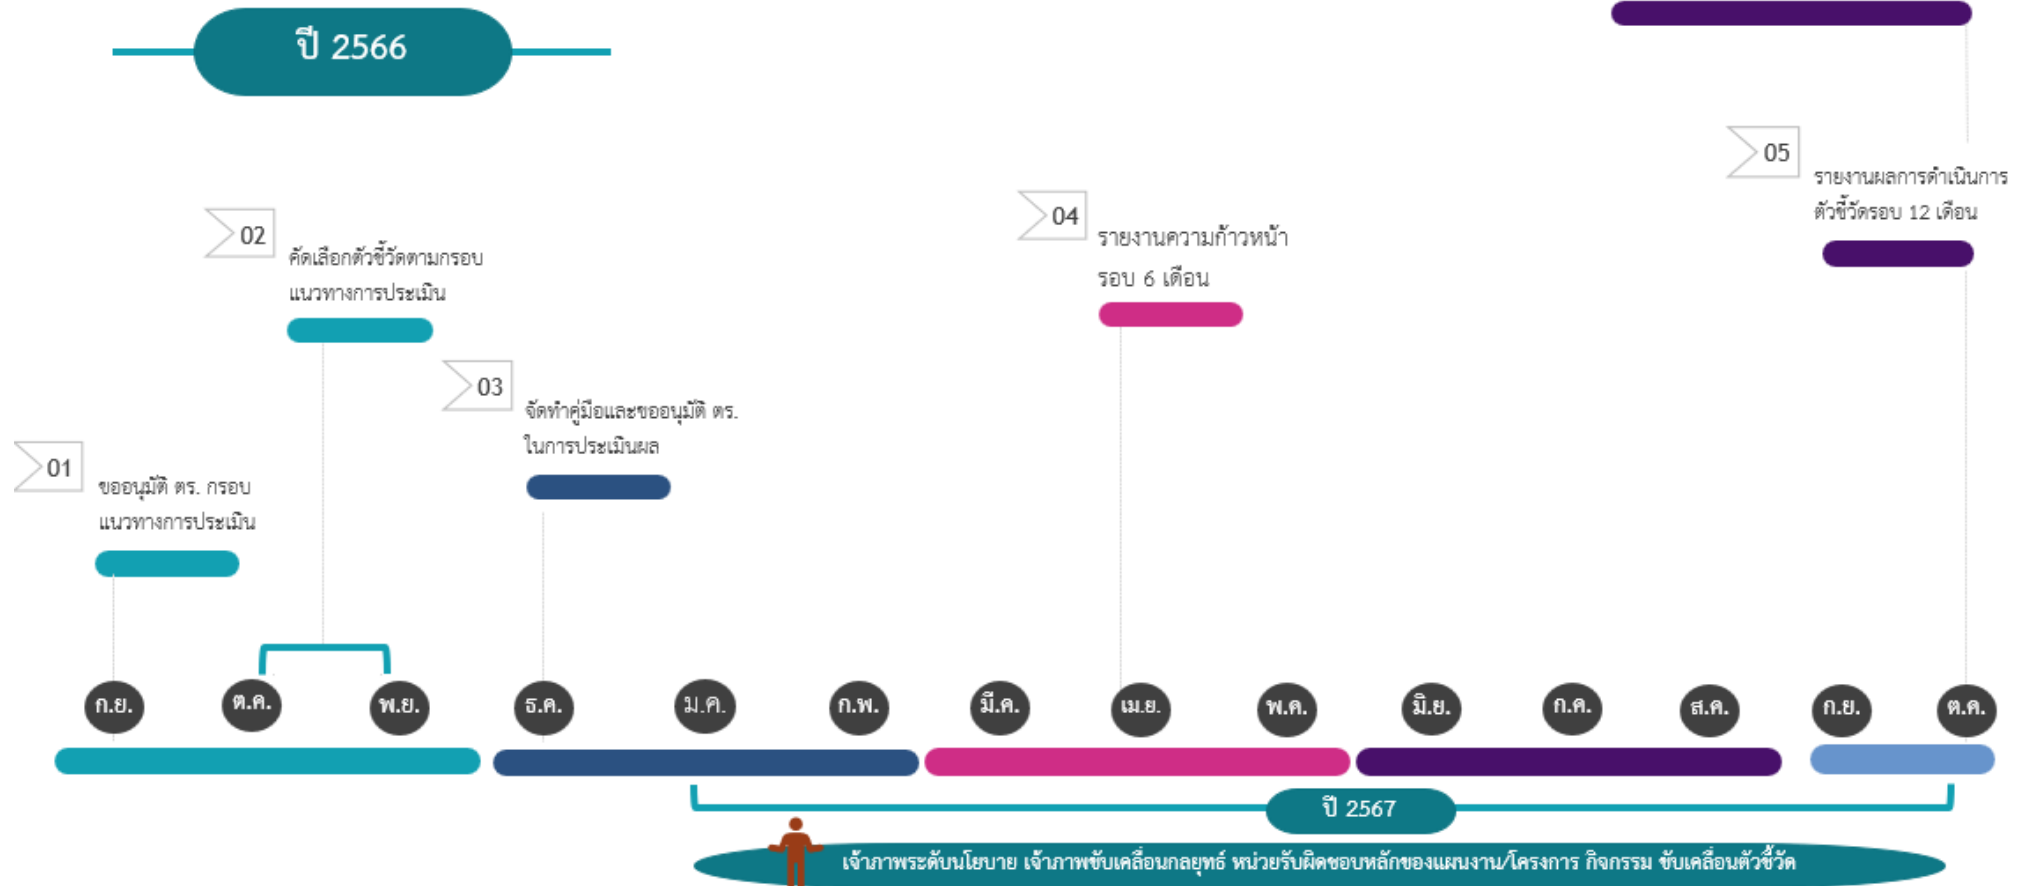 ปี 2566
01
ขออนุมัติ ตร. กรอบ
แนวทางการประเมิน
02
คัดเลือกตัวชี้วัดตามกรอบ
แนวทางการประเมิน
03
จัดทำคู่มือและขออนุมัติ ตร.
ในการประเมินผล
04
รายงานความก้าวหน้า
รอบ 6 เดือน
05
รายงานผลการดำเนินการ
ตัวชี้วัดรอบ 12 เดือน
ก.ย. ต.ค. พ.ย. ธ.ค. ม.ค. ก.พ. มี.ค. เม.ย. พ.ค. มิ.ย. ก.ค. ส.ค. ก.ย. ต.ค.
ปี 2567
เจ้าภาพระดับนโยบาย เจ้าภาพขับเคลื่อนกลยุทธ์ หน่วยรับผิดชอบหลักของแผนงาน/โครงการ กิจกรรม ขับเคลื่อนตัวชี้วัด